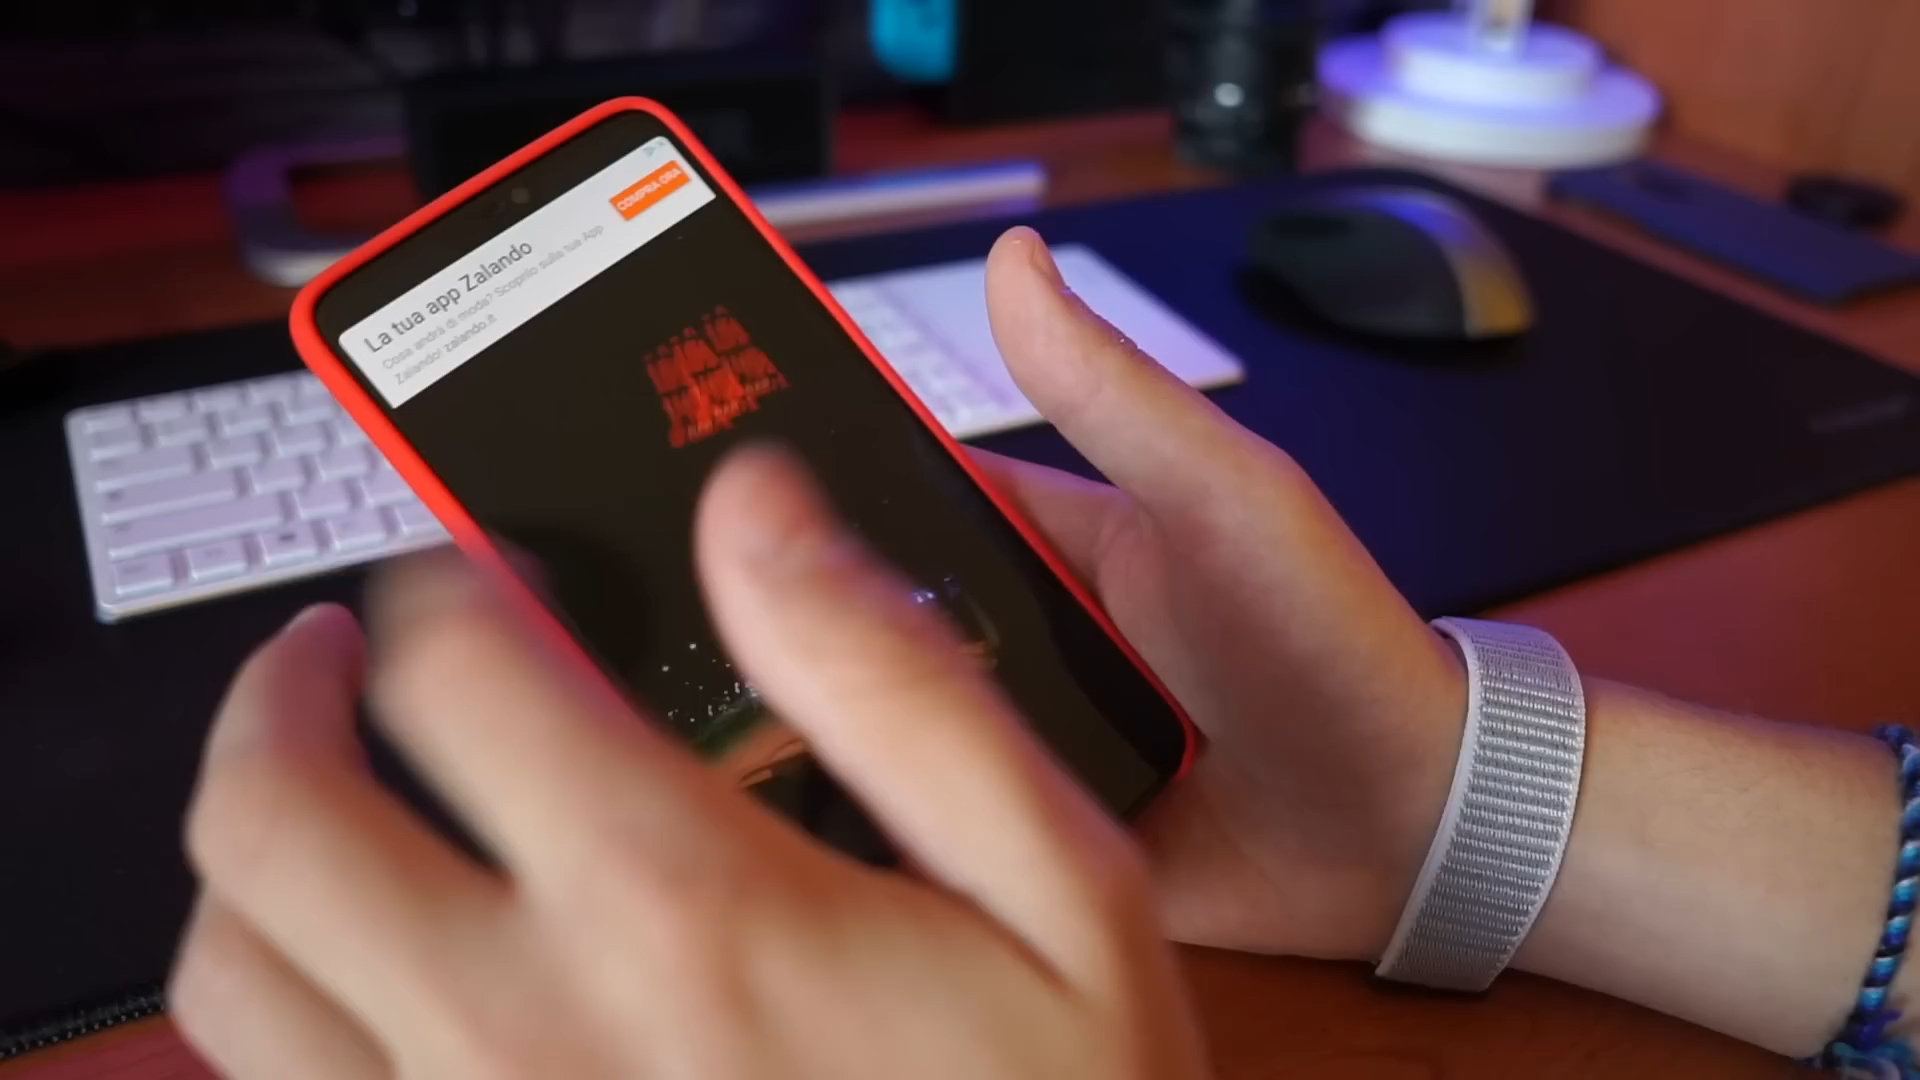 COMPRA ORA
La tua app Zalando
Cosa andrà di moda? Scoprilo sulla tua App
Zalando! zalando.it